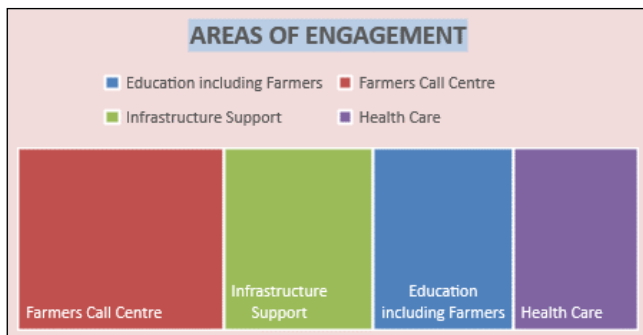 AREAS OF ENGAGEMENT
Education including Farmers
Farmers Call Centre
Infrastructure Support
Health Care
Farmers Call Centre
Infrastructure
Support
Education
including Farmers
Health Care